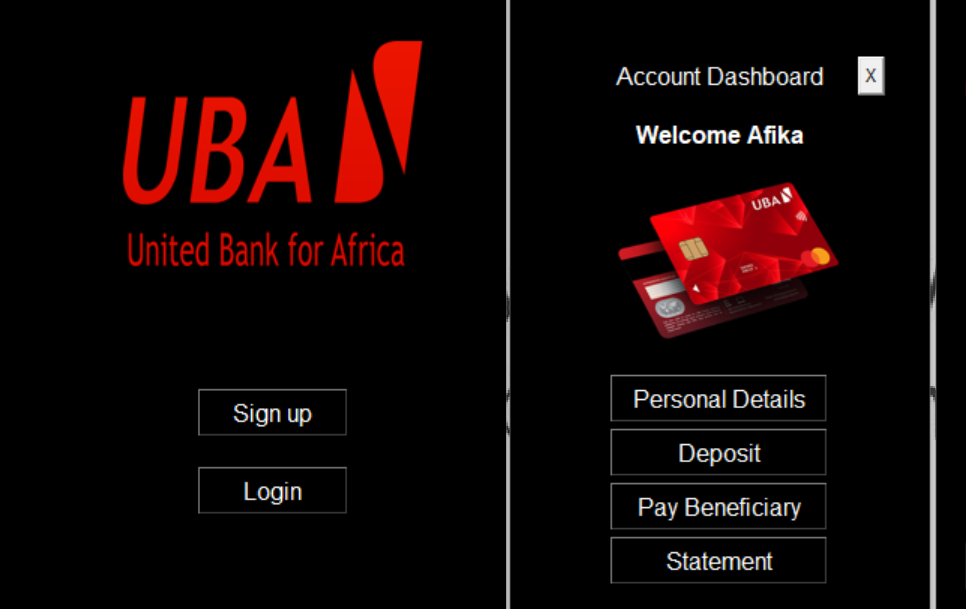 UBA
United Bank for Africa
Sign up
Login
Account Dashboard X
Welcome Afika
UBA
Personal Details
Deposit
Pay Beneficiary
Statement